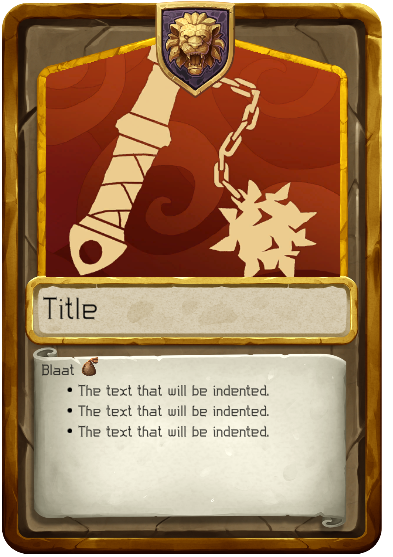 Title
Blaat
• The text that will be indented.
• The text that will be indented.
• The text that will be indented.